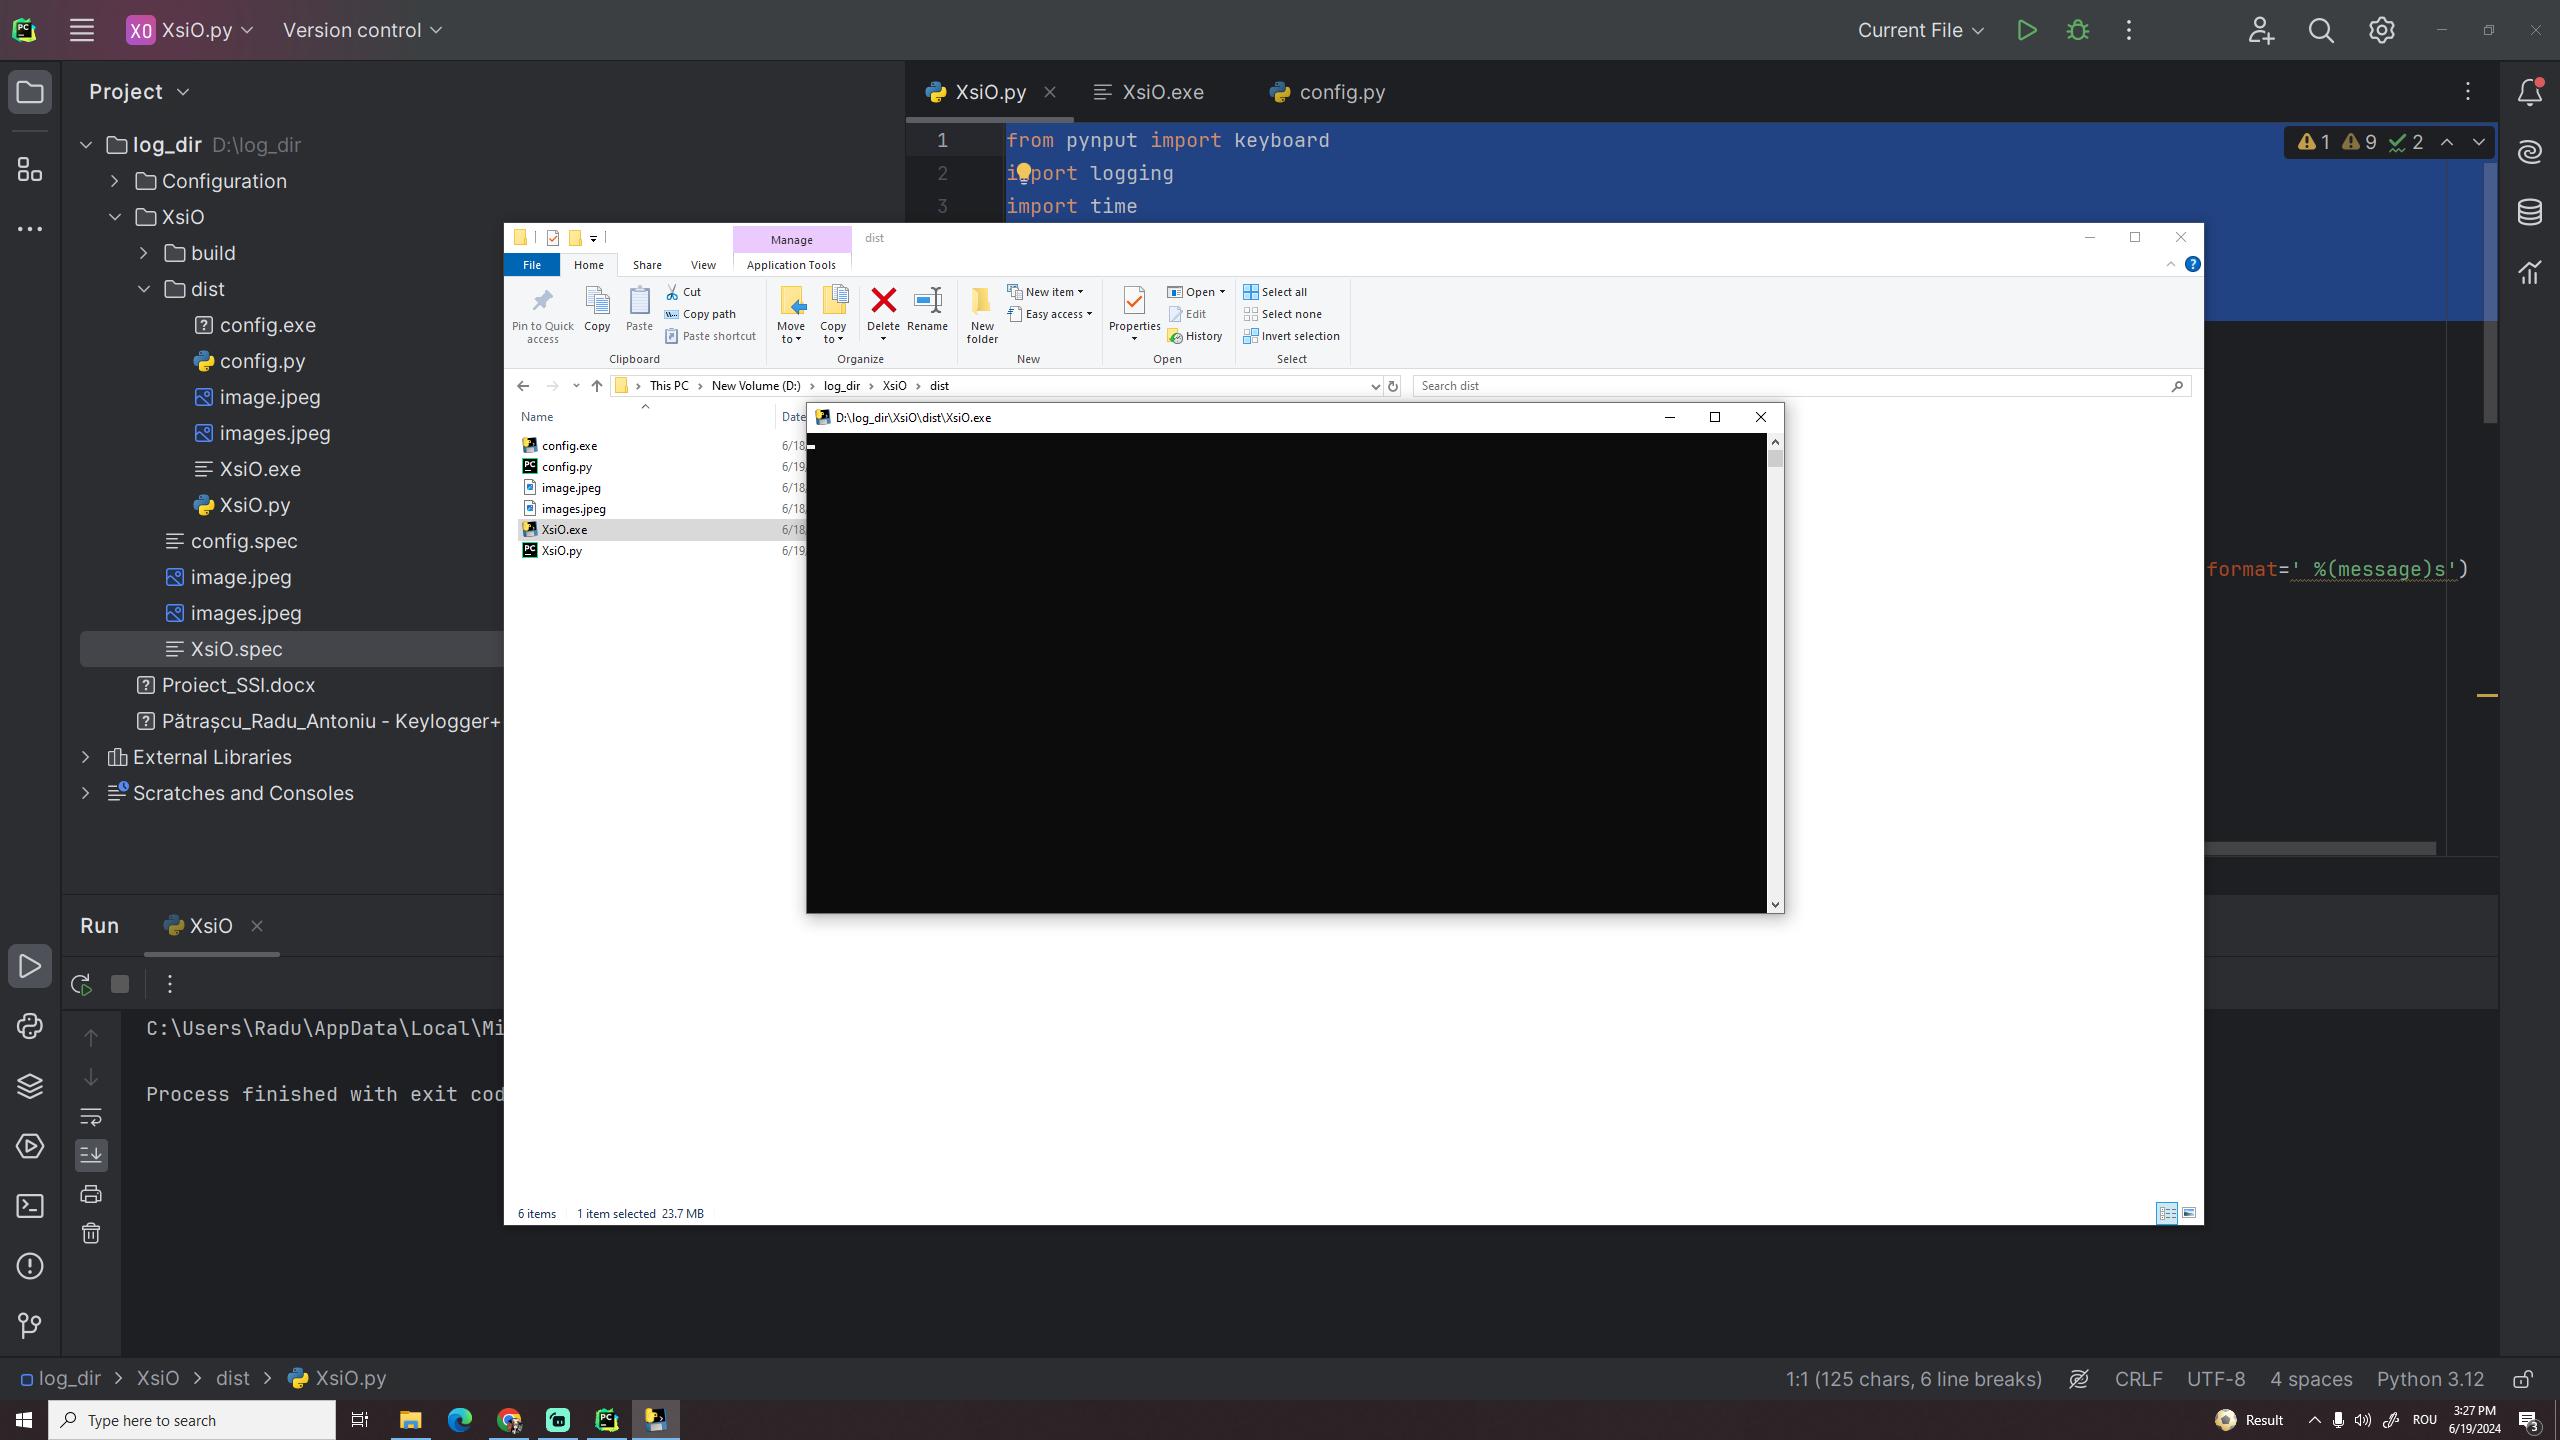 XO XsiO.py Version control Current File
Project
XsiO.py XsiO.exe config.py
log_dir D:\log_dir
Configuration
XsiO
build
dist
config.exe
config.py
image.jpeg
images.jpeg
XsiO.exe
XsiO.py
config.spec
image.jpeg
images.jpeg
XsiO.spec
Proiect_SSI.docx
Pătrașcu_Radu_Antoniu - Keylogger+
External Libraries
Scratches and Consoles
1 from pynput import keyboard
2 import logging
3 import time
1 9 2
format=' %(message)s')
Manage dist
File Home Share View Application Tools
Pin to Quick access
Copy
Paste
Cut
Copy path
Paste shortcut
Clipboard
Move to
Copy to
Delete
Rename
Organize
New folder
New item
Easy access
New
Properties
Open
Edit
History
Open
Select all
Select none
Invert selection
Select
This PC New Volume (D:) log_dir XsiO dist
Search dist
Name Date
config.exe 6/18
config.py 6/19
image.jpeg 6/18
images.jpeg 6/18
XsiO.exe 6/18
XsiO.py 6/19
D:\log_dir\XsiO\dist\XsiO.exe
6 items 1 item selected 23.7 MB
Run XsiO
C:\Users\Radu\AppData\Local\Mi
Process finished with exit cod
log_dir XsiO dist XsiO.py
1:1 (125 chars, 6 line breaks) CRLF UTF-8 4 spaces Python 3.12
Type here to search
Result
ROU
3:27 PM
6/19/2024
3